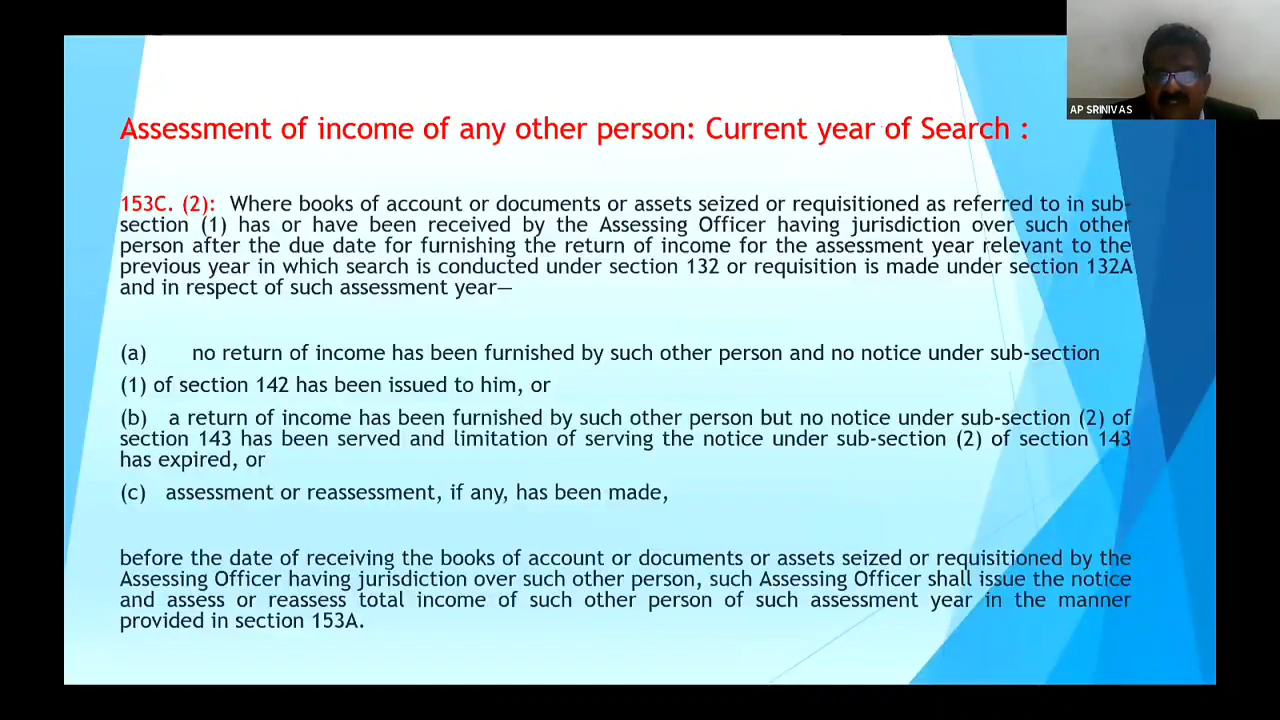 AP SRINIVAS
Assessment of income of any other person: Current year of Search :
153C. (2): Where books of account or documents or assets seized or requisitioned as referred to in sub-
section (1) has or have been received by the Assessing Officer having jurisdiction over such other
person after the due date for furnishing the return of income for the assessment year relevant to the
previous year in which search is conducted under section 132 or requisition is made under section 132A
and in respect of such assessment year—
(a) no return of income has been furnished by such other person and no notice under sub-section
(1) of section 142 has been issued to him, or
(b) a return of income has been furnished by such other person but no notice under sub-section (2) of
section 143 has been served and limitation of serving the notice under sub-section (2) of section 143
has expired, or
(c) assessment or reassessment, if any, has been made,
before the date of receiving the books of account or documents or assets seized or requisitioned by the
Assessing Officer having jurisdiction over such other person, such Assessing Officer shall issue the notice
and assess or reassess total income of such other person of such assessment year in the manner
provided in section 153A.